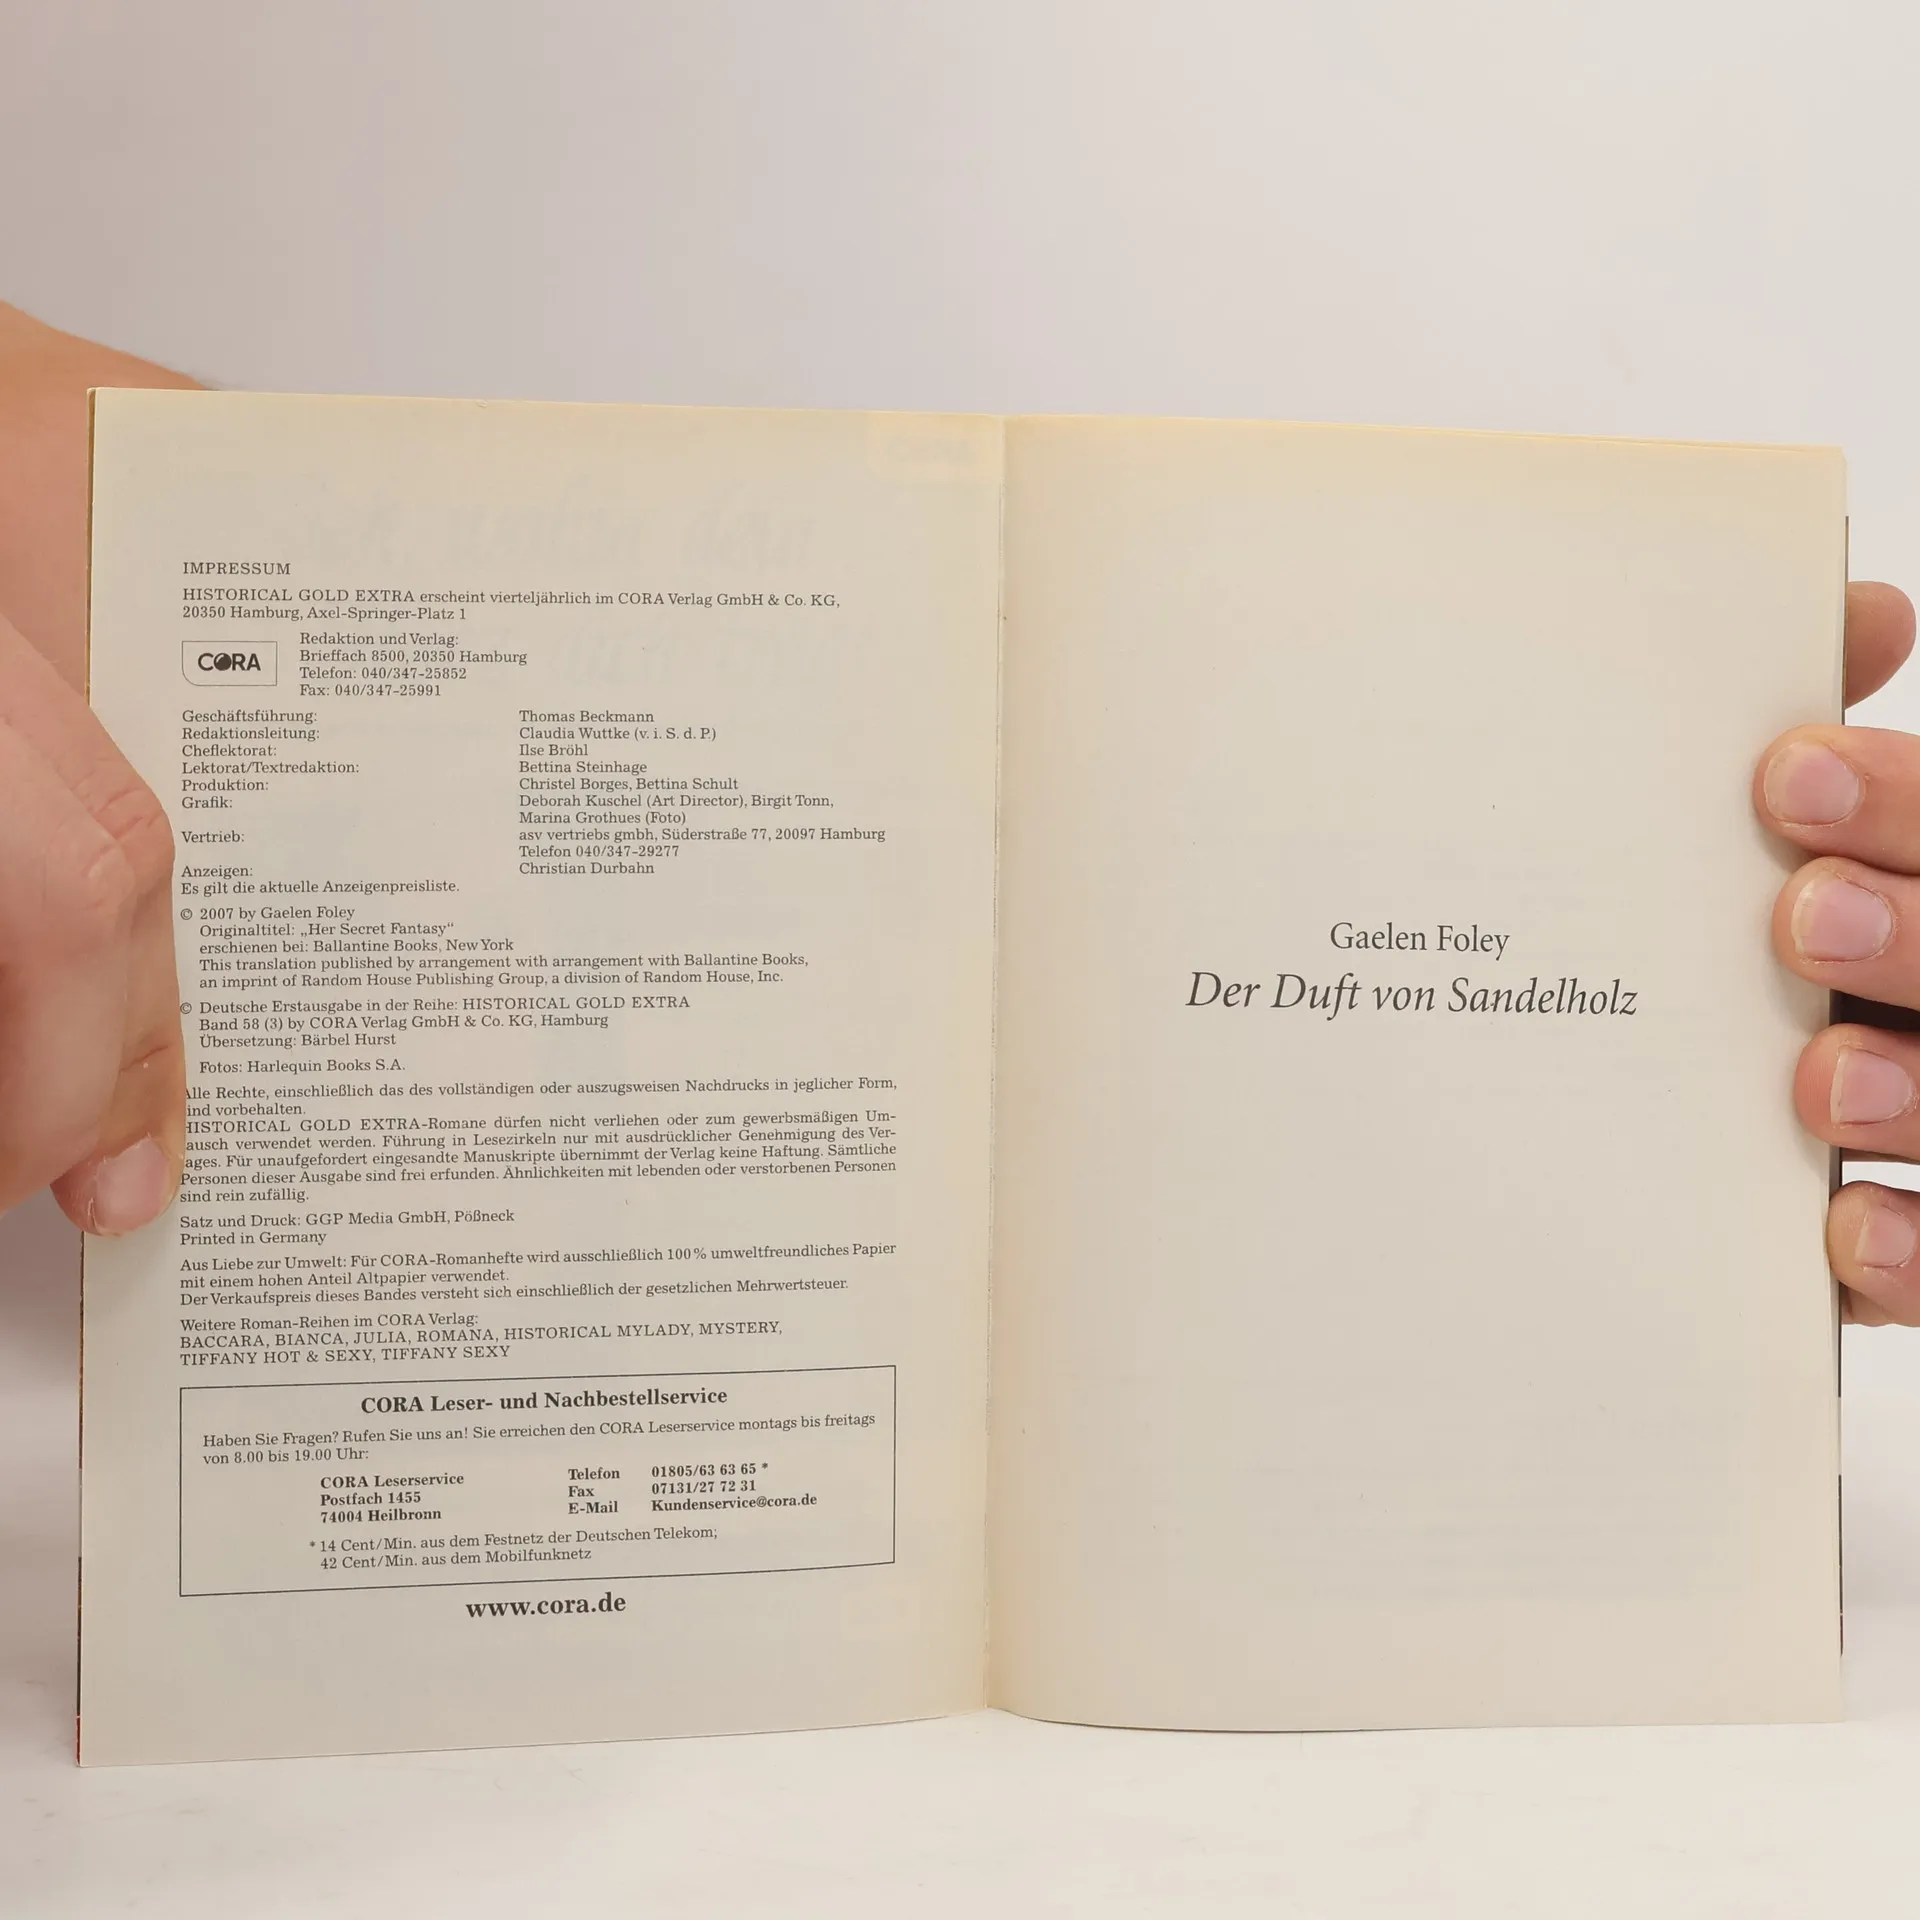 IMPRESSUM
HISTORICAL GOLD EXTRA erscheint vierteljährlich im CORA Verlag GmbH & Co. KG,
20350 Hamburg, Axel-Springer-Platz 1
CORA
Redaktion und Verlag:
Brieffach 8500, 20350 Hamburg
Telefon: 040/347-25852
Fax: 040/347-25991
Geschäftsführung: Thomas Beckmann
Redaktionsleitung: Claudia Wuttke (v. i. S. d. P.)
Cheflektorat: Ilse Bröhl
Lektorat/Textredaktion: Bettina Steinhage
Produktion: Christel Borges, Bettina Schult
Grafik: Deborah Kuschel (Art Director), Birgit Tonn,
Marina Grothues (Foto)
Vertrieb: asv vertriebs gmbh, Süderstraße 77, 20097 Hamburg
Telefon 040/347-29277
Anzeigen: Christian Durbahn
Es gilt die aktuelle Anzeigenpreisliste.
© 2007 by Gaelen Foley
Originaltitel: „Her Secret Fantasy“
erschienen bei: Ballantine Books, New York
This translation published by arrangement with arrangement with Ballantine Books,
an imprint of Random House Publishing Group, a division of Random House, Inc.
© Deutsche Erstausgabe in der Reihe: HISTORICAL GOLD EXTRA
Band 58 (3) by CORA Verlag GmbH & Co. KG, Hamburg
Übersetzung: Bärbel Hurst
Fotos: Harlequin Books S.A.
Alle Rechte, einschließlich das des vollständigen oder auszugsweisen Nachdrucks in jeglicher Form,
ind vorbehalten.
HISTORICAL GOLD EXTRA-Romane dürfen nicht verliehen oder zum gewerbsmäßigen Um-
ausch verwendet werden. Führung in Lesezirkeln nur mit ausdrücklicher Genehmigung des Ver-
ages. Für unaufgefordert eingesandte Manuskripte übernimmt der Verlag keine Haftung. Sämtliche
Personen dieser Ausgabe sind frei erfunden. Ähnlichkeiten mit lebenden oder verstorbenen Personen
sind rein zufällig.
Satz und Druck: GGP Media GmbH, Pößneck
Printed in Germany
Aus Liebe zur Umwelt: Für CORA-Romanhefte wird ausschließlich 100 % umweltfreundliches Papier
mit einem hohen Anteil Altpapier verwendet.
Der Verkaufspreis dieses Bandes versteht sich einschließlich der gesetzlichen Mehrwertsteuer.
Weitere Roman-Reihen im CORA Verlag:
BACCARA, BIANCA, JULIA, ROMANA, HISTORICAL MYLADY, MYSTERY,
TIFFANY HOT & SEXY, TIFFANY SEXY
CORA Leser- und Nachbestellservice
Haben Sie Fragen? Rufen Sie uns an! Sie erreichen den CORA Leserservice montags bis freitags
von 8.00 bis 19.00 Uhr:
CORA Leserservice Telefon 01805/63 63 65 *
Postfach 1455 Fax 07131/27 72 31
74004 Heilbronn E-Mail Kundenservice@cora.de
* 14 Cent/Min. aus dem Festnetz der Deutschen Telekom;
42 Cent/Min. aus dem Mobilfunknetz
www.cora.de
Gaelen Foley
Der Duft von Sandelholz